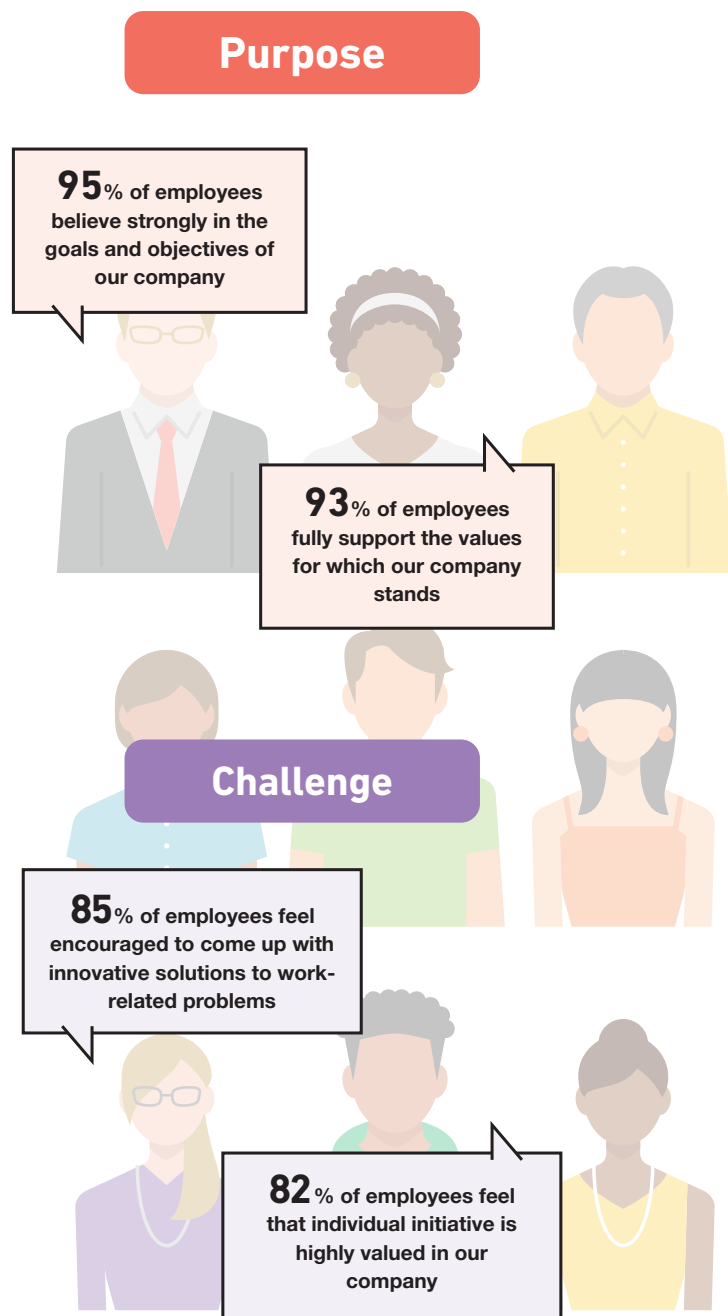 Purpose
95% of employees
believe strongly in the
goals and objectives of
our company
93% of employees
fully support the values
for which our company
stands
Challenge
85% of employees feel
encouraged to come up with
innovative solutions to work-
related problems
82% of employees feel
that individual initiative is
highly valued in our
company